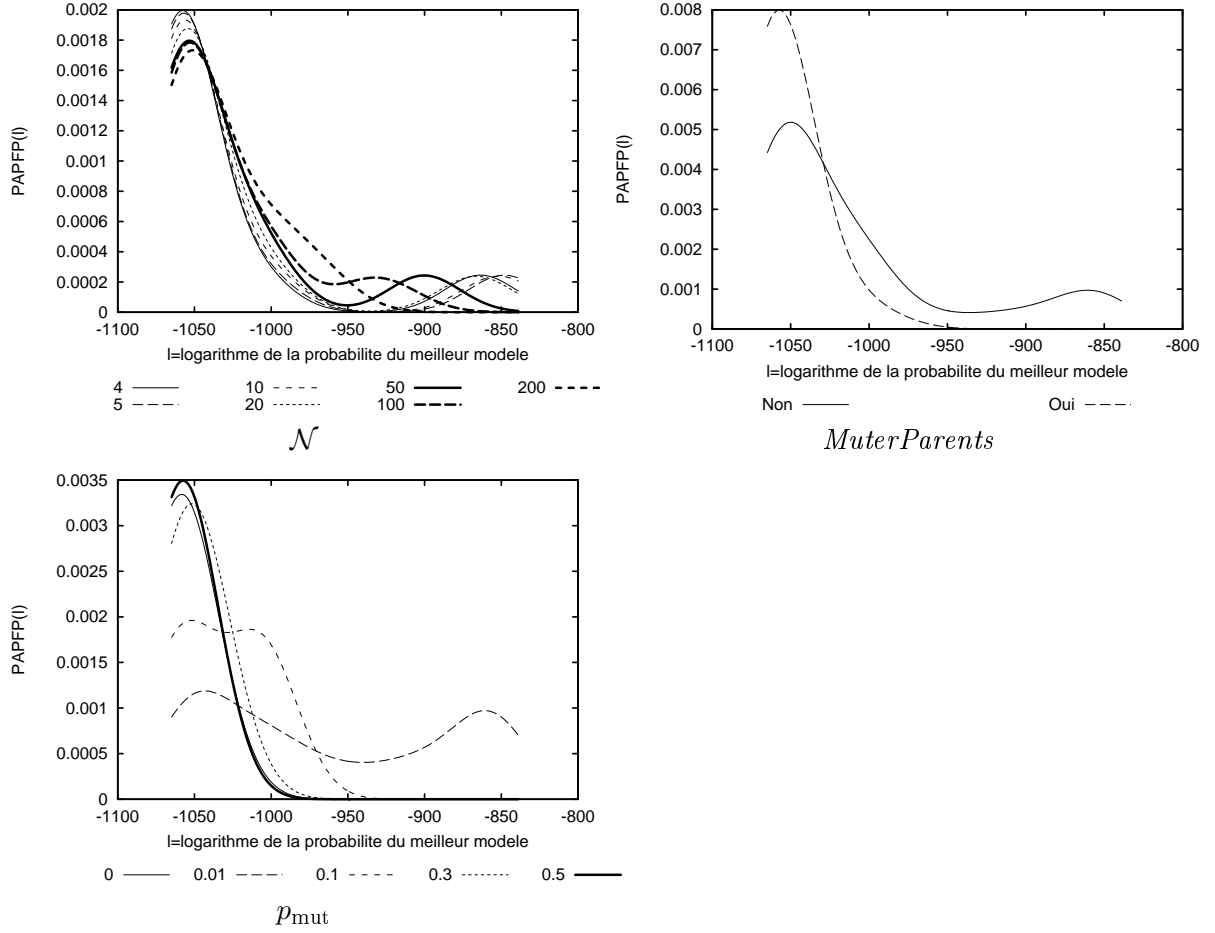 0.002
0.0018
0.0016
0.0014
0.0012
0.001
0.0008
0.0006
0.0004
0.0002
0
PAPFP(l)
-1100 -1050 -1000 -950 -900 -850 -800
l=logarithme de la probabilite du meilleur modele
4 10 50 200
5 20 100
𝒩
0.008
0.007
0.006
0.005
0.004
0.003
0.002
0.001
0
PAPFP(l)
-1100 -1050 -1000 -950 -900 -850 -800
l=logarithme de la probabilite du meilleur modele
Non Oui
MuterParents
0.0035
0.003
0.0025
0.002
0.0015
0.001
0.0005
0
PAPFP(l)
-1100 -1050 -1000 -950 -900 -850 -800
l=logarithme de la probabilite du meilleur modele
0 0.01 0.1 0.3 0.5
p_mut